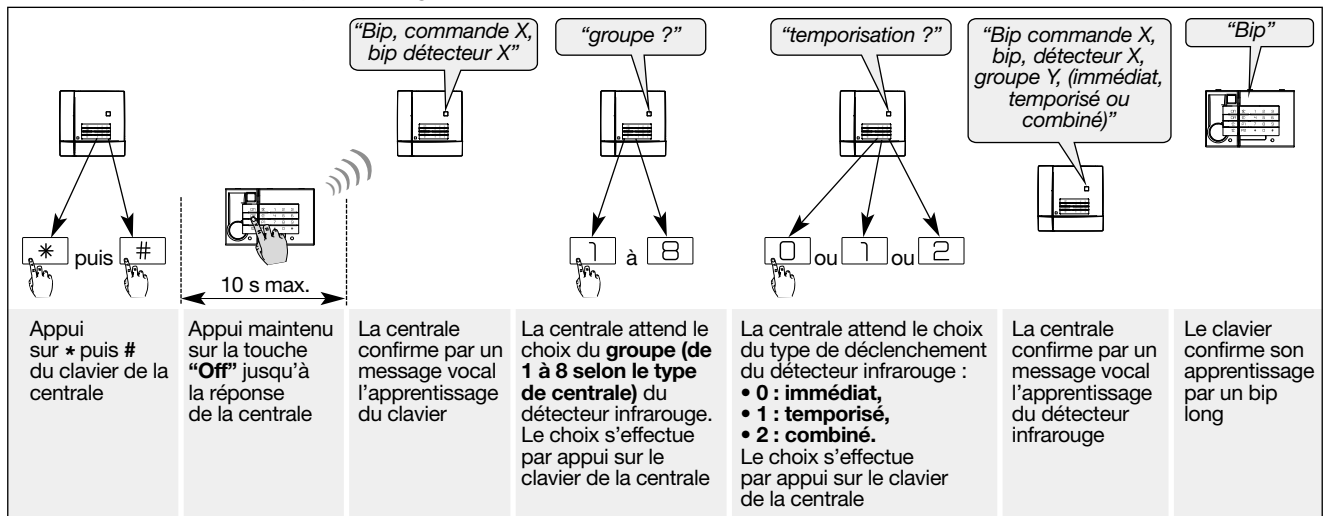 “Bip, commande X,
bip détecteur X”
“groupe ?”
“temporisation ?”
“Bip commande X,
bip, détecteur X,
groupe Y, (immédiat,
temporisé ou
combiné)”
“Bip”
* puis #
10 s max.
1 à 8
0 ou 1 ou 2
Appui
sur * puis #
du clavier de la
centrale
Appui maintenu
sur la touche
“Off” jusqu’à
la réponse
de la centrale
La centrale
confirme par un
message vocal
l’apprentissage
du clavier
La centrale attend le
choix du groupe (de
1 à 8 selon le type
de centrale) du
détecteur infrarouge.
Le choix s’effectue
par appui sur le
clavier de la centrale
La centrale attend le choix
du type de déclenchement
du détecteur infrarouge :
• 0 : immédiat,
• 1 : temporisé,
• 2 : combiné.
Le choix s’effectue
par appui sur le clavier
de la centrale
La centrale
confirme par un
message vocal
l’apprentissage
du détecteur
infrarouge
Le clavier
confirme son
apprentissage
par un bip
long